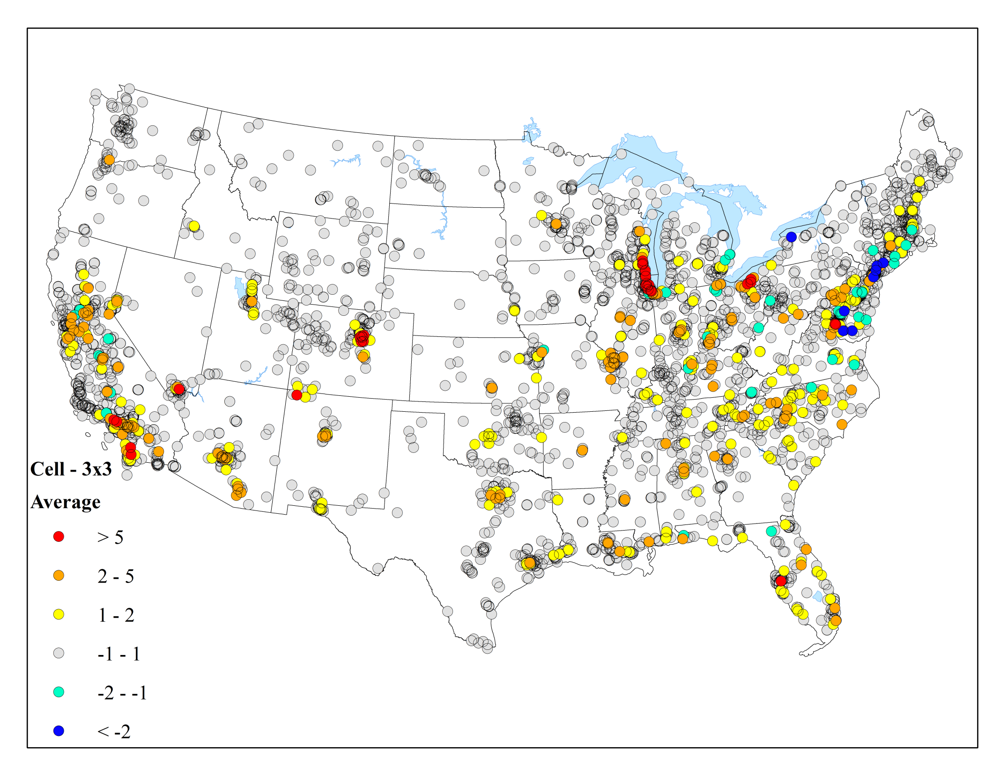 Cell - 3x3
Average
> 5
2 - 5
1 - 2
-1 - 1
-2 - -1
< -2